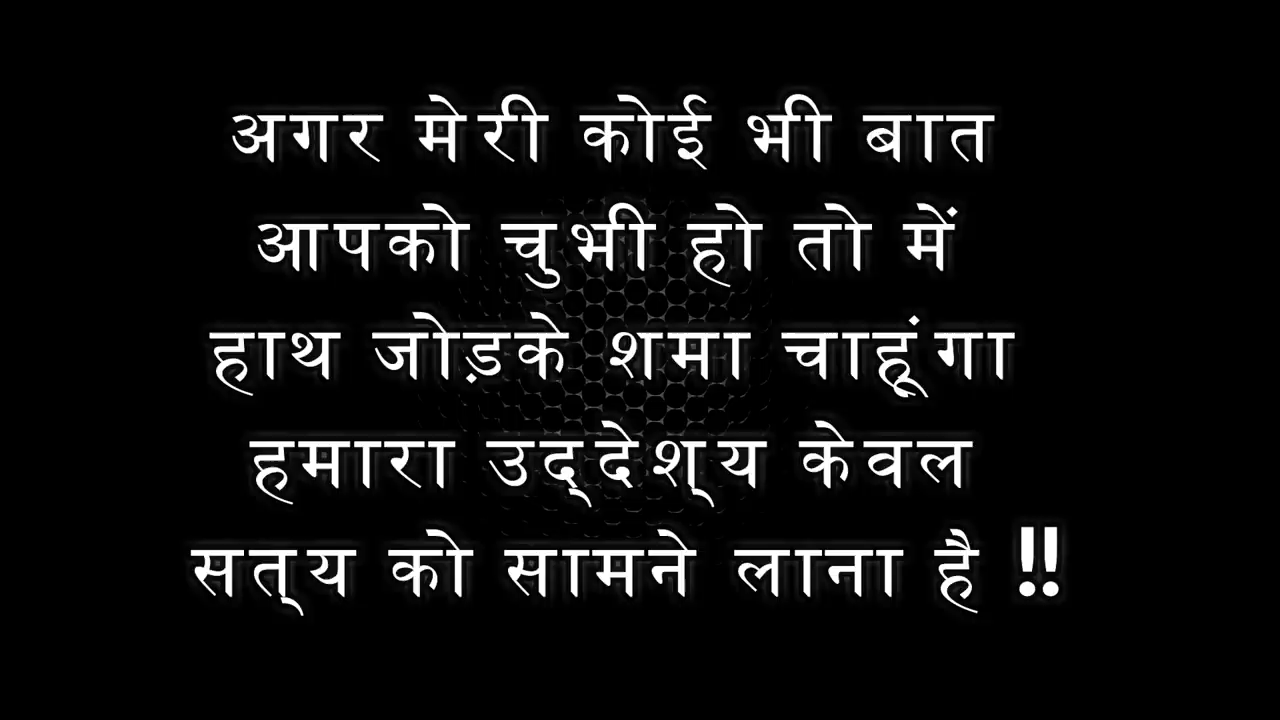 अगर मेरी कोई भी बात
आपको चुभी हो तो में
हाथ जोड़के शमा चाहूंगा
हमारा उद्‌देश्‌य केवल
सत्‌य को सामने लाना है !!